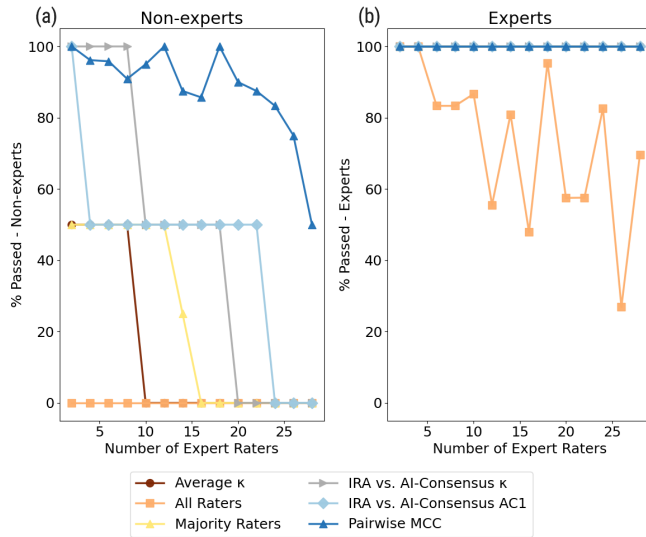 (a)
Non-experts
100
80
60
40
20
0
% Passed - Non-experts
5
10
15
20
25
Number of Expert Raters
(b)
Experts
100
80
60
40
20
0
% Passed - Experts
5
10
15
20
25
Number of Expert Raters
Average κ
All Raters
Majority Raters
IRA vs. AI-Consensus κ
IRA vs. AI-Consensus AC1
Pairwise MCC